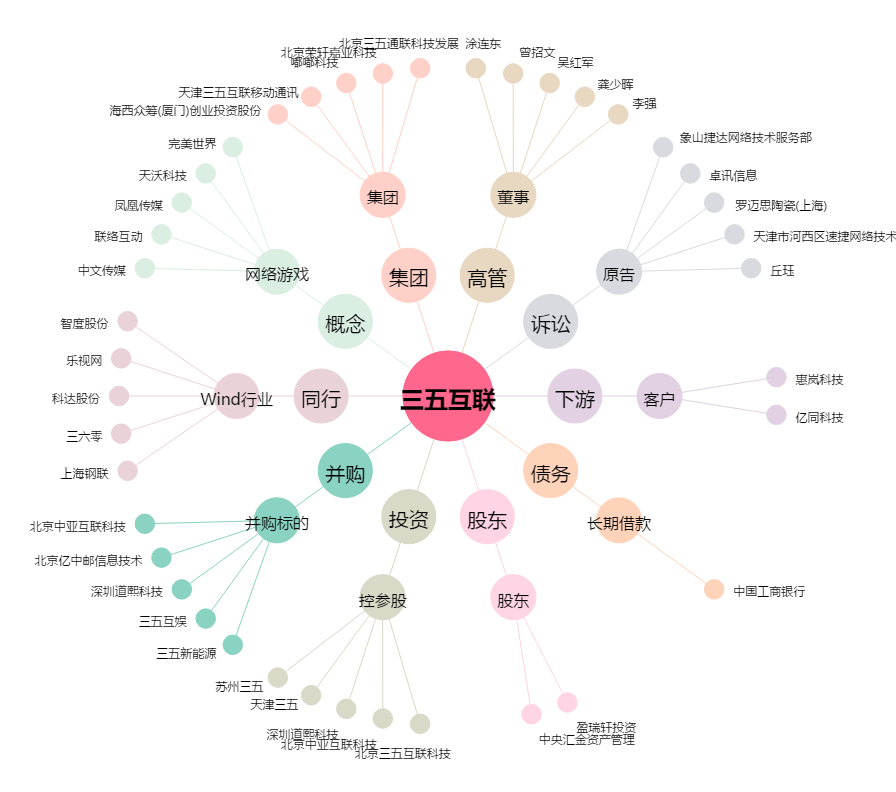 北京三五通联科技发展
涂连东
北京荣轩嘉业科技
曾招文
嘟嘟科技
吴红军
天津三五互联移动通讯
龚少晖
海西众筹(厦门)创业投资股份
李强
完美世界
象山捷达网络技术服务部
天沃科技
卓讯信息
集团
董事
凤凰传媒
罗迈思陶瓷(上海)
联络互动
天津市河西区速捷网络技术
中文传媒
网络游戏
集团
高管
原告
丘珏
智度股份
概念
诉讼
乐视网
惠岚科技
科达股份
Wind行业
同行
三五互联
下游
客户
三六零
亿同科技
上海钢联
并购
债务
北京中亚互联科技
并购标的
投资
股东
长期借款
北京亿中邮信息技术
深圳道熙科技
控参股
股东
中国工商银行
三五互娱
三五新能源
苏州三五
天津三五
盈瑞轩投资
深圳道熙科技
中央汇金资产管理
北京中亚互联科技
北京三五互联科技